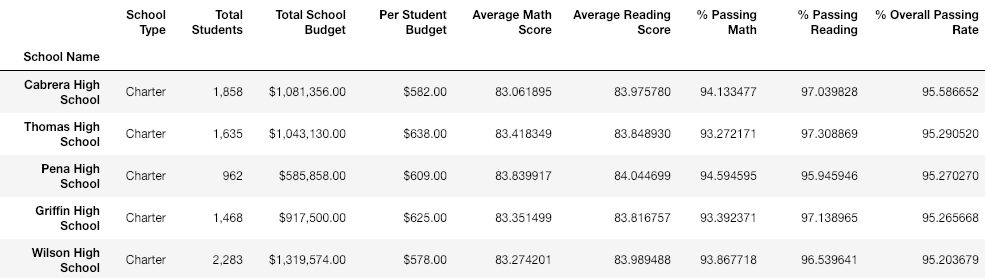 School Type Total Students Total School Budget Per Student Budget Average Math Score Average Reading Score % Passing Math % Passing Reading % Overall Passing Rate
School Name
Cabrera High School Charter 1,858 $1,081,356.00 $582.00 83.061895 83.975780 94.133477 97.039828 95.586652
Thomas High School Charter 1,635 $1,043,130.00 $638.00 83.418349 83.848930 93.272171 97.308869 95.290520
Pena High School Charter 962 $585,858.00 $609.00 83.839917 84.044699 94.594595 95.945946 95.270270
Griffin High School Charter 1,468 $917,500.00 $625.00 83.351499 83.816757 93.392371 97.138965 95.265668
Wilson High School Charter 2,283 $1,319,574.00 $578.00 83.274201 83.989488 93.867718 96.539641 95.203679